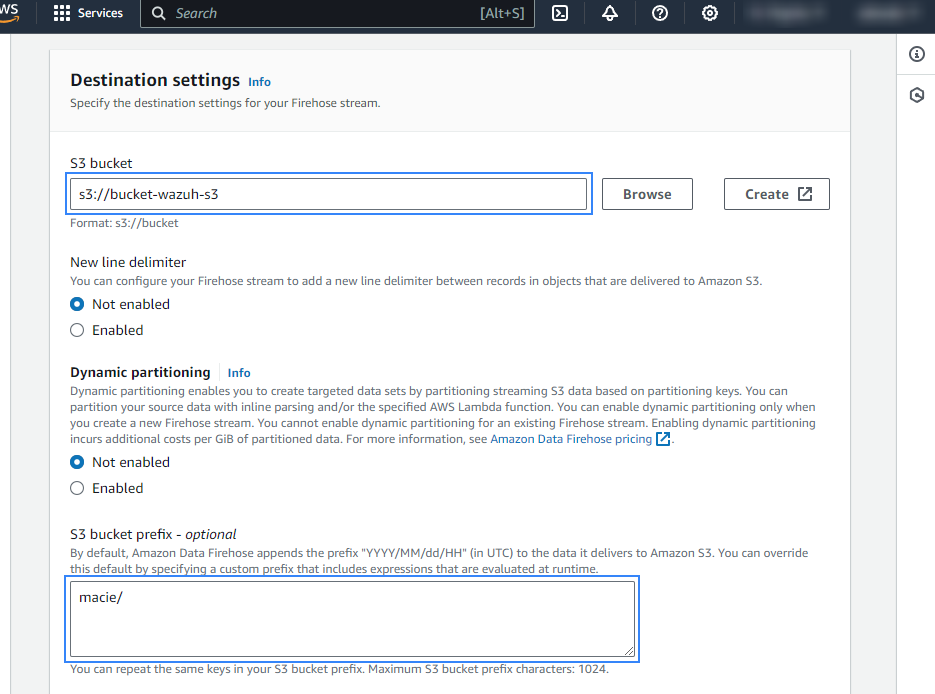 aws Services Search [Alt+S]
Destination settings Info
Specify the destination settings for your Firehose stream.
S3 bucket
s3://bucket-wazuh-s3 Browse Create
Format: s3://bucket
New line delimiter
You can configure your Firehose stream to add a new line delimiter between records in objects that are delivered to Amazon S3.
Not enabled
Enabled
Dynamic partitioning Info
Dynamic partitioning enables you to create targeted data sets by partitioning streaming S3 data based on partitioning keys. You can
partition your source data with inline parsing and/or the specified AWS Lambda function. You can enable dynamic partitioning only when
you create a new Firehose stream. You cannot enable dynamic partitioning for an existing Firehose stream. Enabling dynamic partitioning
incurs additional costs per GiB of partitioned data. For more information, see Amazon Data Firehose pricing.
Not enabled
Enabled
S3 bucket prefix - optional
By default, Amazon Data Firehose appends the prefix "YYYY/MM/dd/HH" (in UTC) to the data it delivers to Amazon S3. You can override
this default by specifying a custom prefix that includes expressions that are evaluated at runtime.
macie/
You can repeat the same keys in your S3 bucket prefix. Maximum S3 bucket prefix characters: 1024.